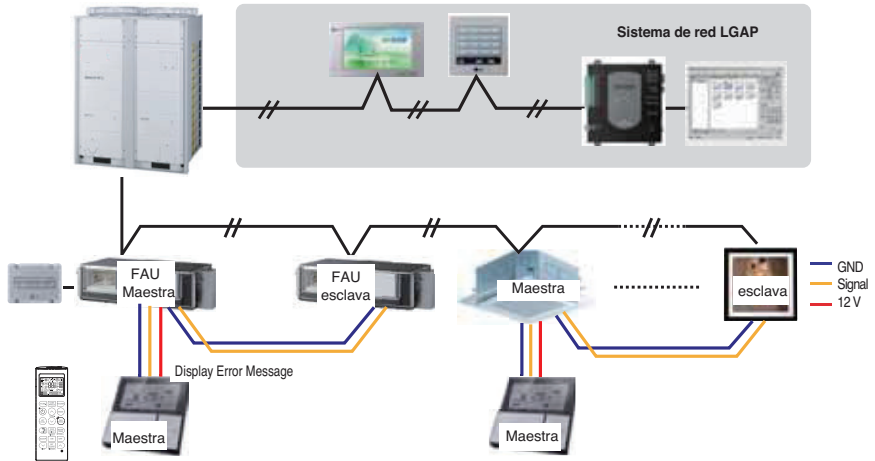 Sistema de red LGAP
FAU
Maestra
FAU
esclava
Maestra
esclava
GND
Signal
12 V
Display Error Message
Maestra
Maestra